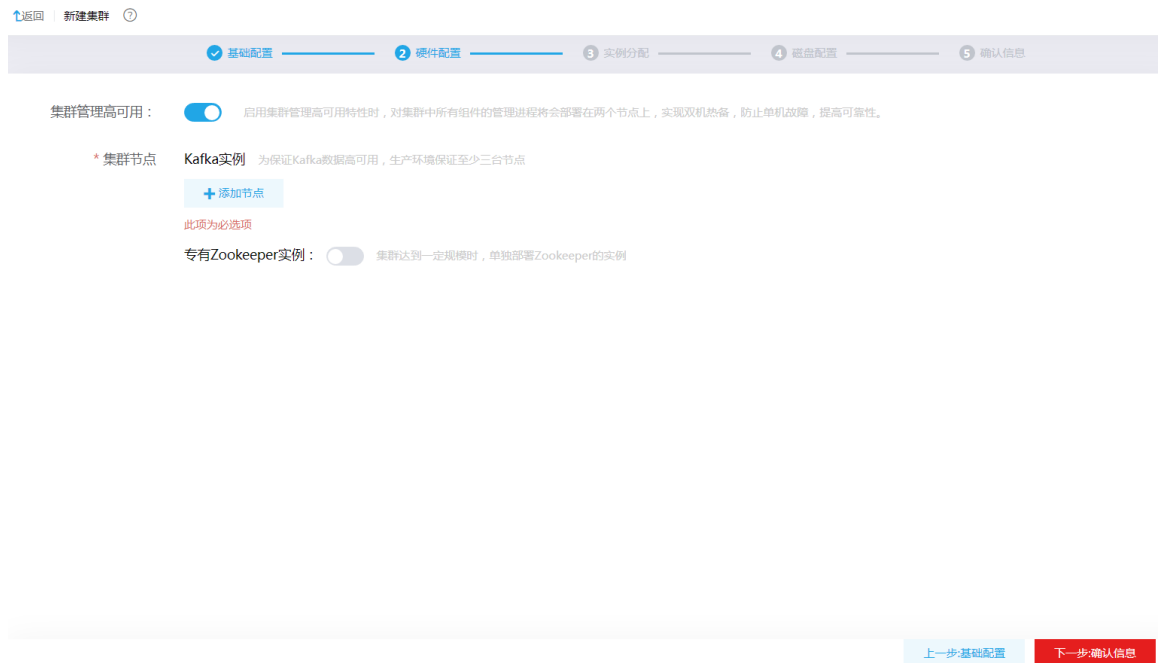 返回 新建集群 ?
基础配置 2 硬件配置 3 实例分配 4 磁盘配置 5 确认信息
集群管理高可用： 启用集群管理高可用特性时，对集群中所有组件的管理进程将会部署在两个节点上，实现双机热备，防止单机故障，提高可靠性。
* 集群节点 Kafka实例 为保证Kafka数据高可用，生产环境保证至少三台节点
+ 添加节点
此项为必选项
专有Zookeeper实例： 集群达到一定规模时，单独部署Zookeeper的实例
上一步:基础配置 下一步:确认信息